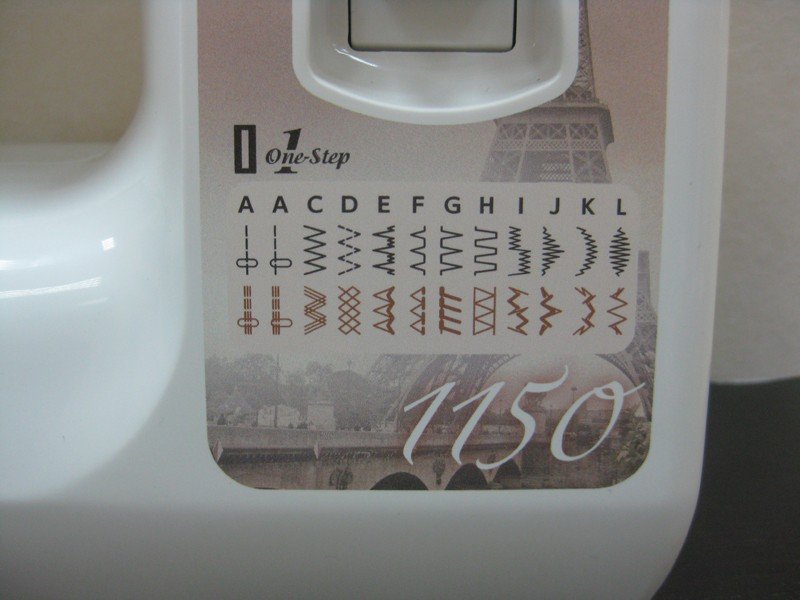 1
One-Step
A A C D E F G H I J K L
1150